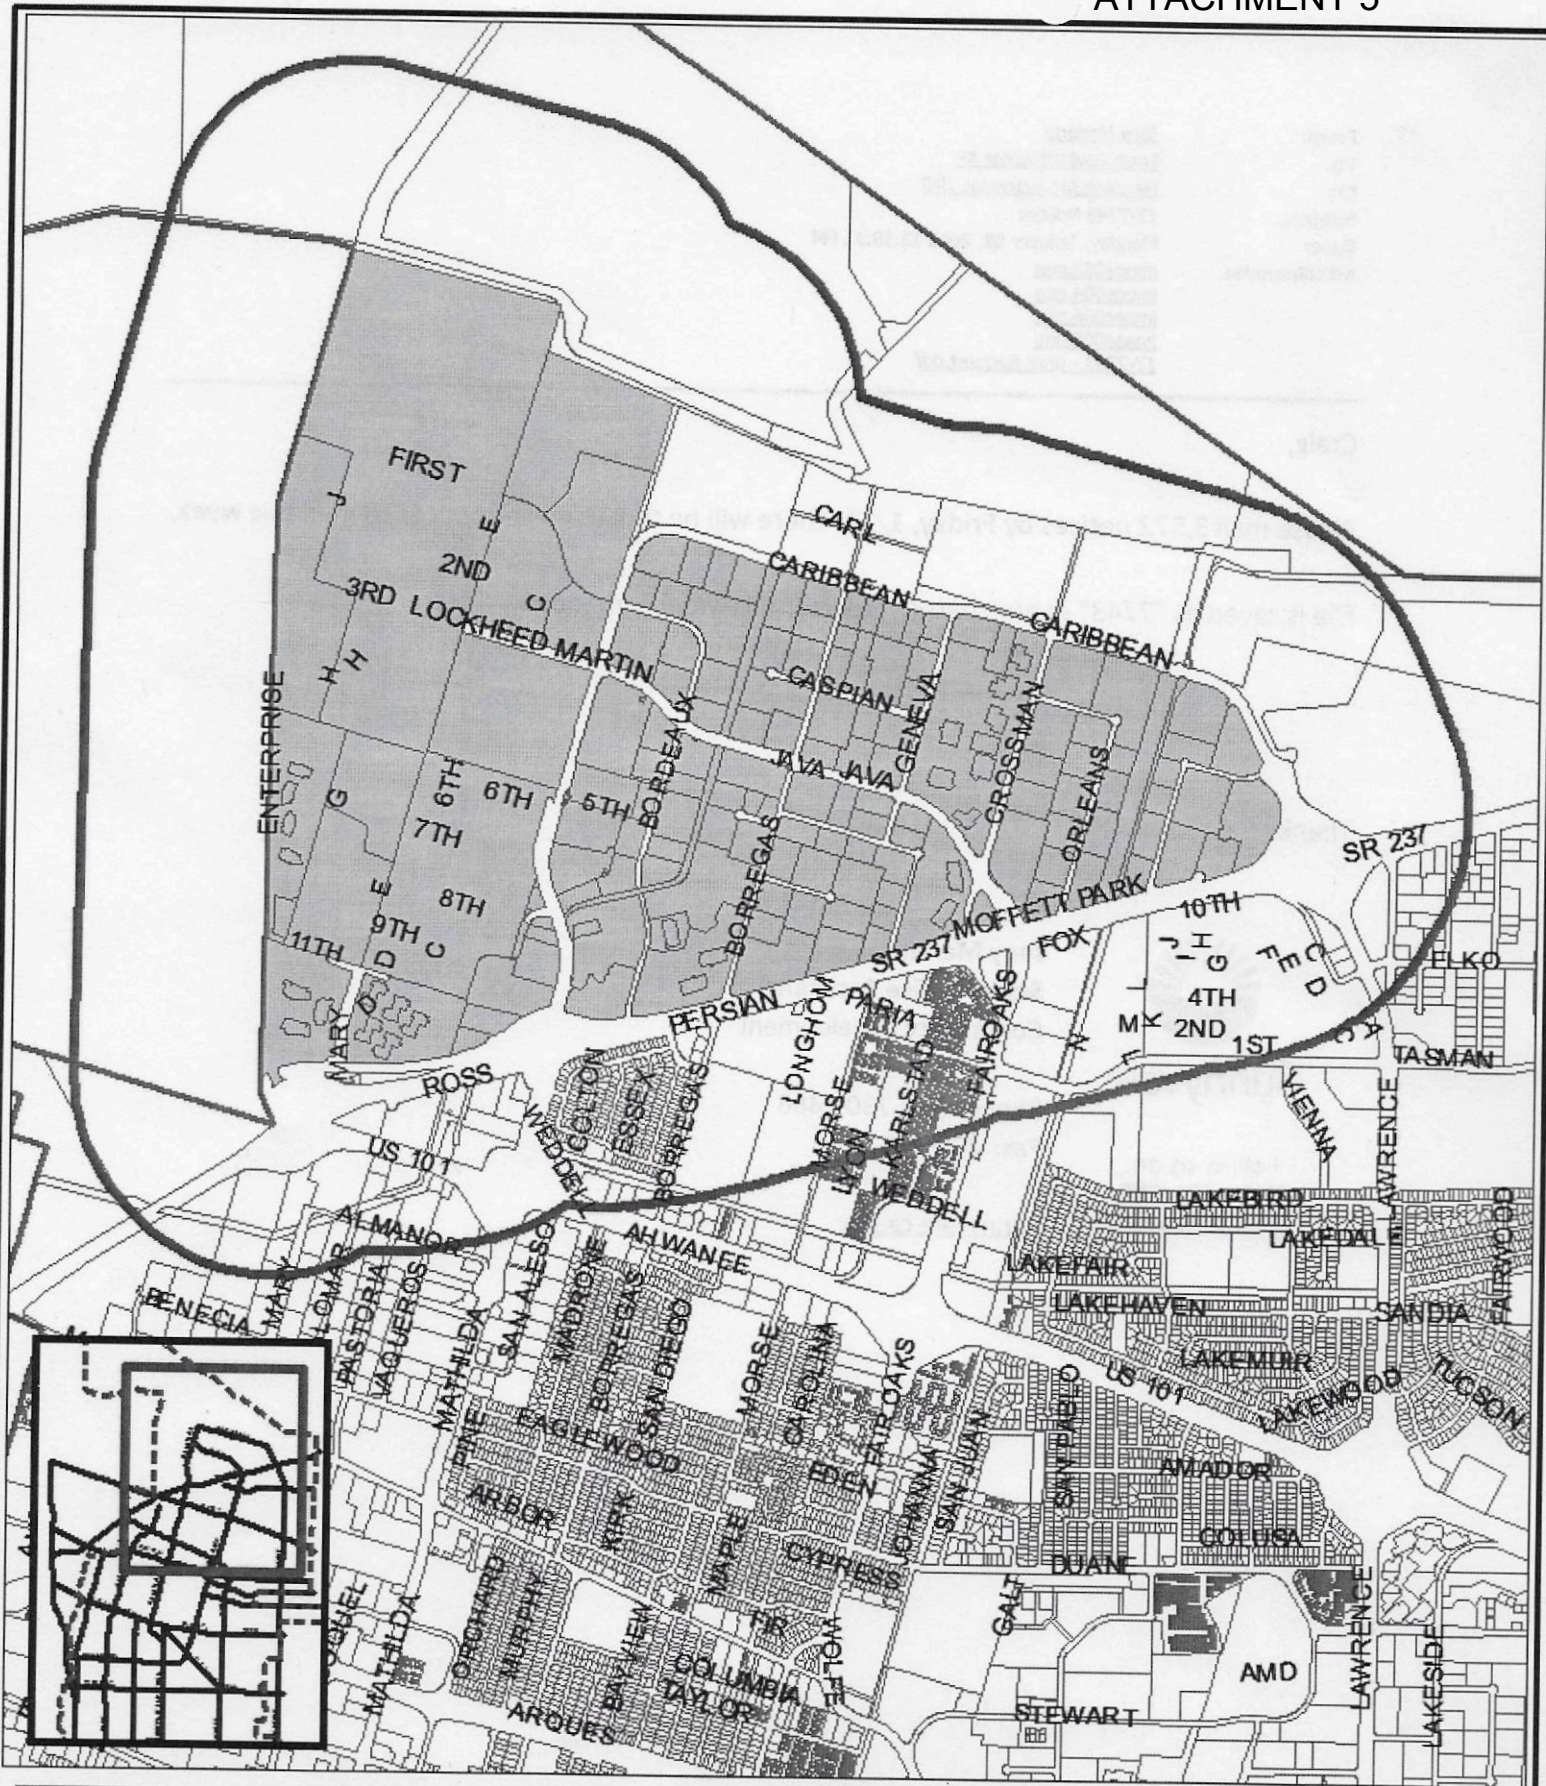 ATTACHMENT 5
FIRST
J
E
2ND
C
3RD
LOCKHEED MARTIN
H
H
ENTERPRISE
CARL
CARIBBEAN
CARIBBEAN
CASPIAN
GENEVA
CROSSMAN
BORDEAUX
JAVA
JAVA
ORLEANS
G
6TH
6TH
5TH
7TH
E
8TH
9TH
C
11TH
D
D
MARY
BORREGAS
SR 237
SR 237
MOFFETT PARK
FOX
10TH
J
I
H
G
F
E
D
C
L
4TH
M
K
2ND
L
1ST
C
A
N
ELKO
TASMAN
PERSIAN
PARIA
LONGHOM
FAIROAKS
KARLSTAD
ROSS
COLTON
ESSEX
BORREGAS
WEDDELL
MORSE
LYON
WEDDELL
VIENNA
LAWRENCE
US 101
ALMANOR
AHWANEE
LAKEBIRD
LAKEDALE
FAIRWOOD
LAKEFAIR
LAKEHAVEN
SANDIA
BENECIA
MARY
PALOMAR
PASTORIA
VAQUEROS
MATHILDA
SAN ALESO
MADRONE
BORREGAS
SAN DIEGO
MORSE
CAROLINA
FAIR OAKS
LAKEMUIR
US 101
LAKEWOOD
TUCSON
PINE
EAGLEWOOD
EDEN
JOHANNA
SAN JUAN
SAN PABLO
AMADOR
ARBOR
KIRK
MAPLE
CYPRESS
COLUSA
DUANE
ORCHARD
MURPHY
BAYVIEW
FIR
WOLFE
GALT
LAWRENCE
MATHILDA
COLUMBIA
TAYLOR
AMD
LAKESIDE
ARQUES
STEWART